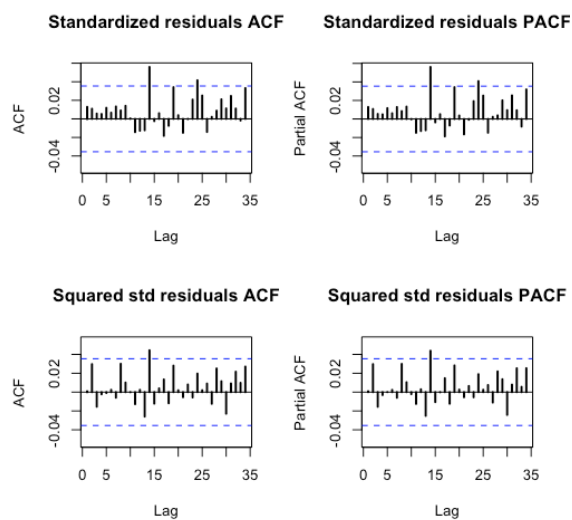 Standardized residuals ACF
ACF
0.02
-0.04
0 5 15 25 35
Lag
Standardized residuals PACF
Partial ACF
0.02
-0.04
0 5 15 25 35
Lag
Squared std residuals ACF
ACF
0.02
-0.04
0 5 15 25 35
Lag
Squared std residuals PACF
Partial ACF
0.02
-0.04
0 5 15 25 35
Lag